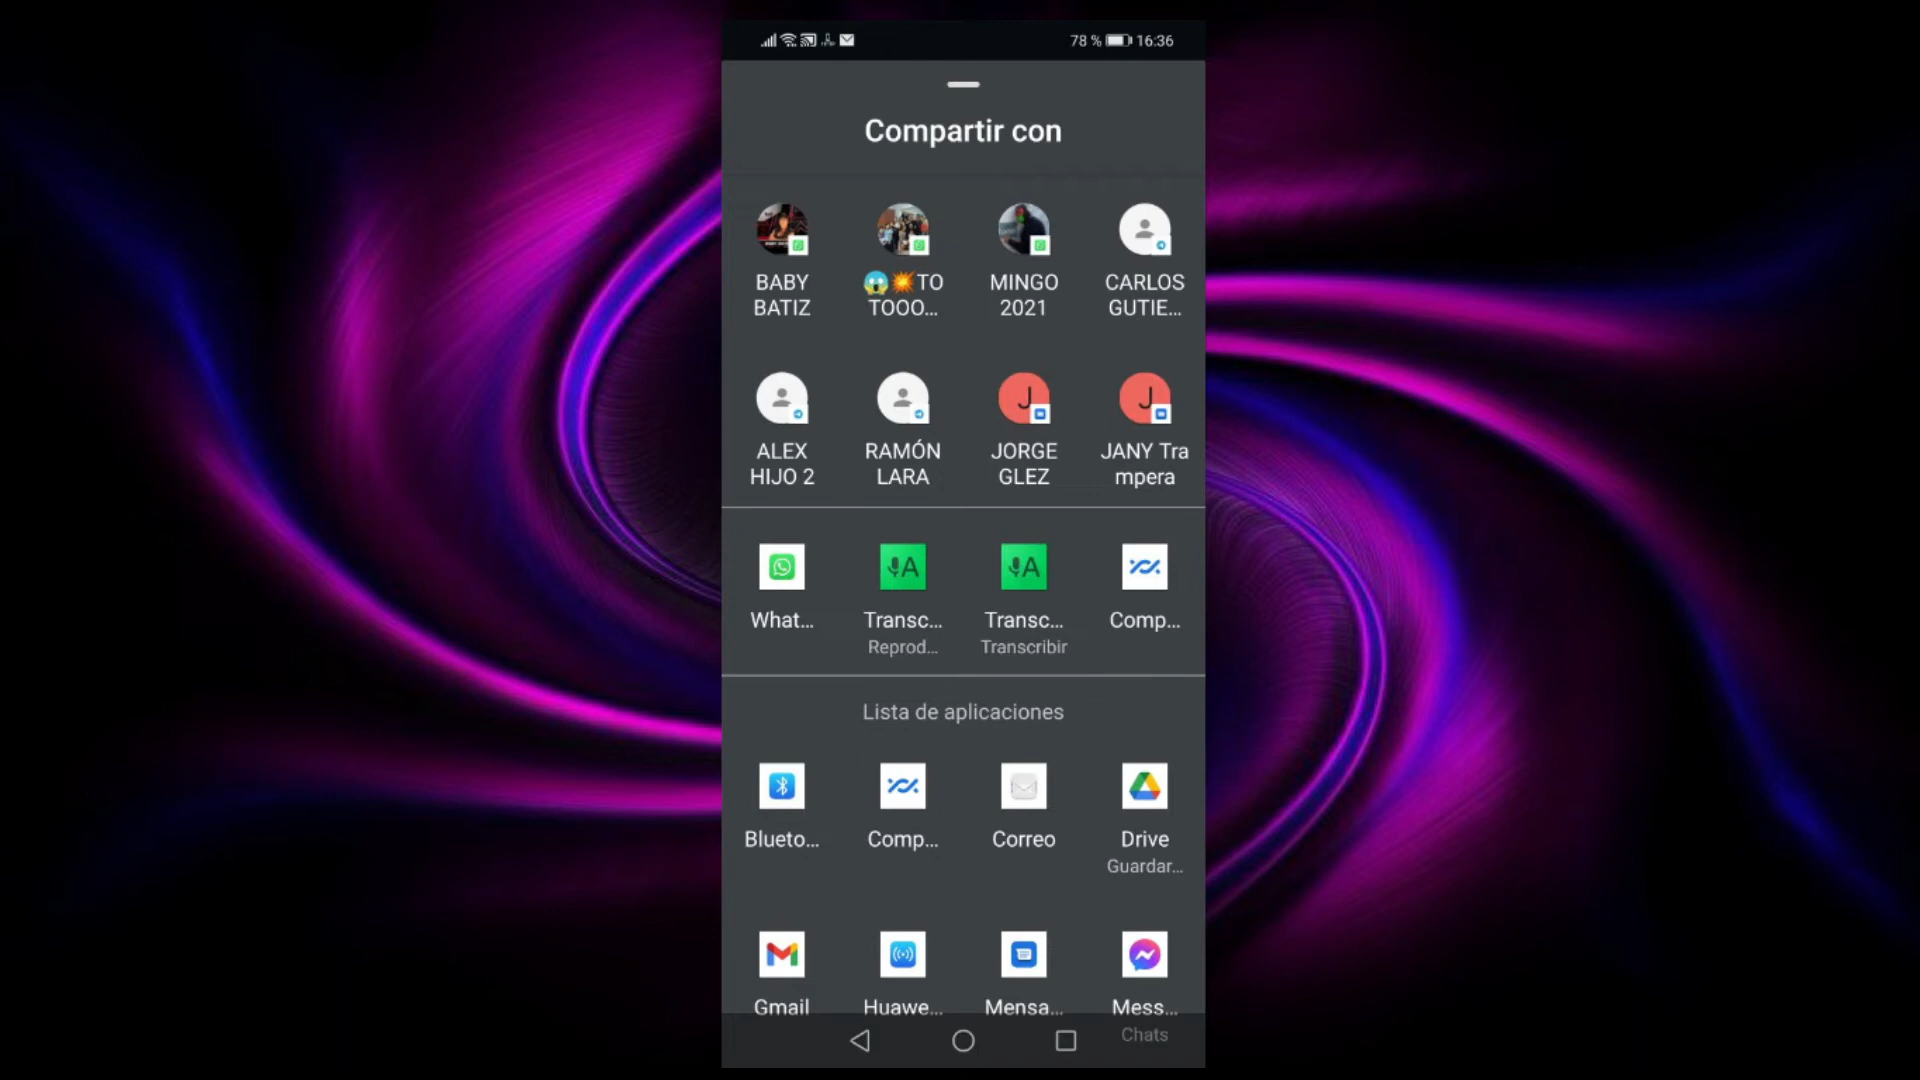 78 % 16:36
Compartir con
BABY BATIZ
😱💥TO TOOO...
MINGO 2021
CARLOS GUTIE...
ALEX HIJO 2
RAMÓN LARA
JORGE GLEZ
JANY Tra mpera
What...
Transc...
Reprod...
Transc...
Transcribir
Comp...
Lista de aplicaciones
Blueto...
Comp...
Correo
Drive
Guardar...
Gmail
Huawe...
Mensa...
Mess...
Chats